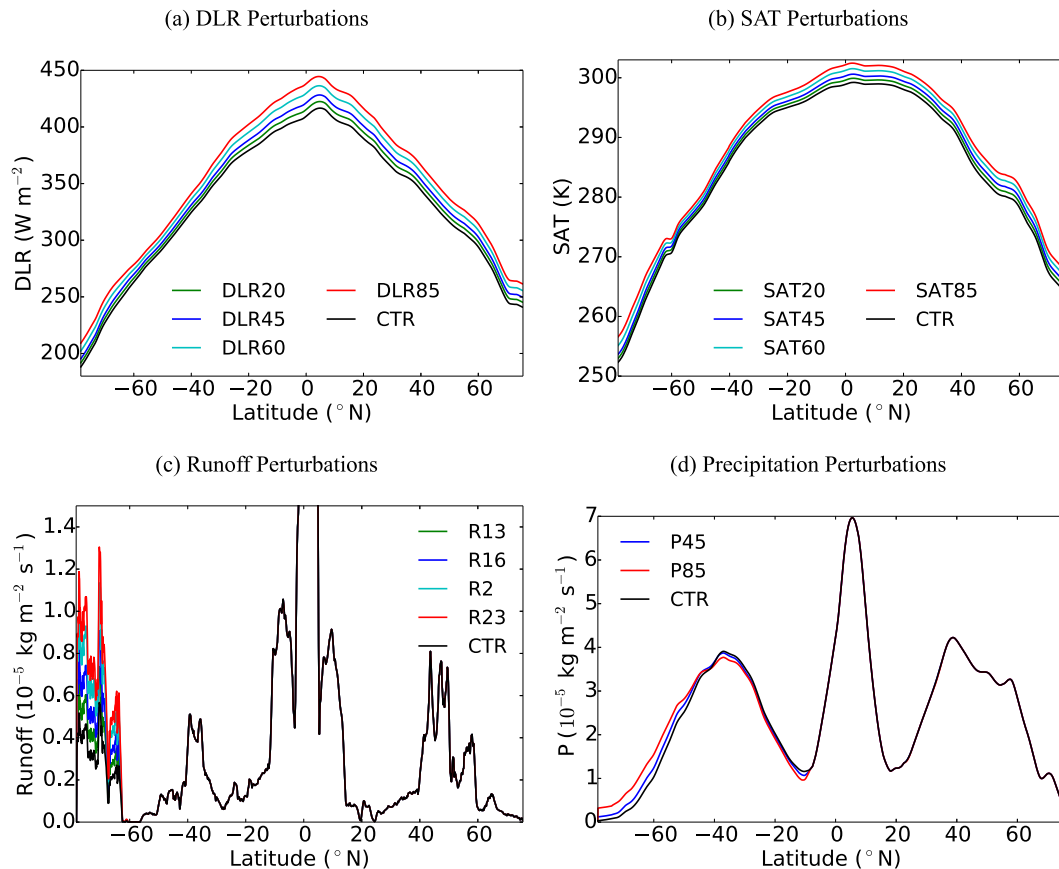 (a) DLR Perturbations
450
400
350
300
250
200
DLR (W m⁻²)
DLR20
DLR45
DLR60
DLR85
CTR
−60 −40 −20 0 20 40 60
Latitude (°N)
(b) SAT Perturbations
300
290
280
270
260
250
SAT (K)
SAT20
SAT45
SAT60
SAT85
CTR
−60 −40 −20 0 20 40 60
Latitude (°N)
(c) Runoff Perturbations
1.4
1.2
1.0
0.8
0.6
0.4
0.2
0.0
Runoff (10⁻⁵ kg m⁻² s⁻¹)
R13
R16
R2
R23
CTR
−60 −40 −20 0 20 40 60
Latitude (°N)
(d) Precipitation Perturbations
7
6
5
4
3
2
1
0
P (10⁻⁵ kg m⁻² s⁻¹)
P45
P85
CTR
−60 −40 −20 0 20 40 60
Latitude (°N)